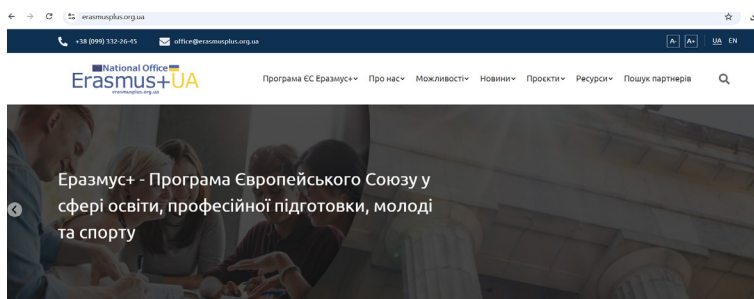 erasmusplus.org.ua
+38 (099) 332-26-45 office@erasmusplus.org.ua A- A+ UA EN
National Office
Erasmus+UA
erasmusplus.org.ua
Програма ЄС Еразмус+ Про нас Можливості Новини Проєкти Ресурси Пошук партнерів
Еразмус+ - Програма Європейського Союзу у
сфері освіти, професійної підготовки, молоді
та спорту